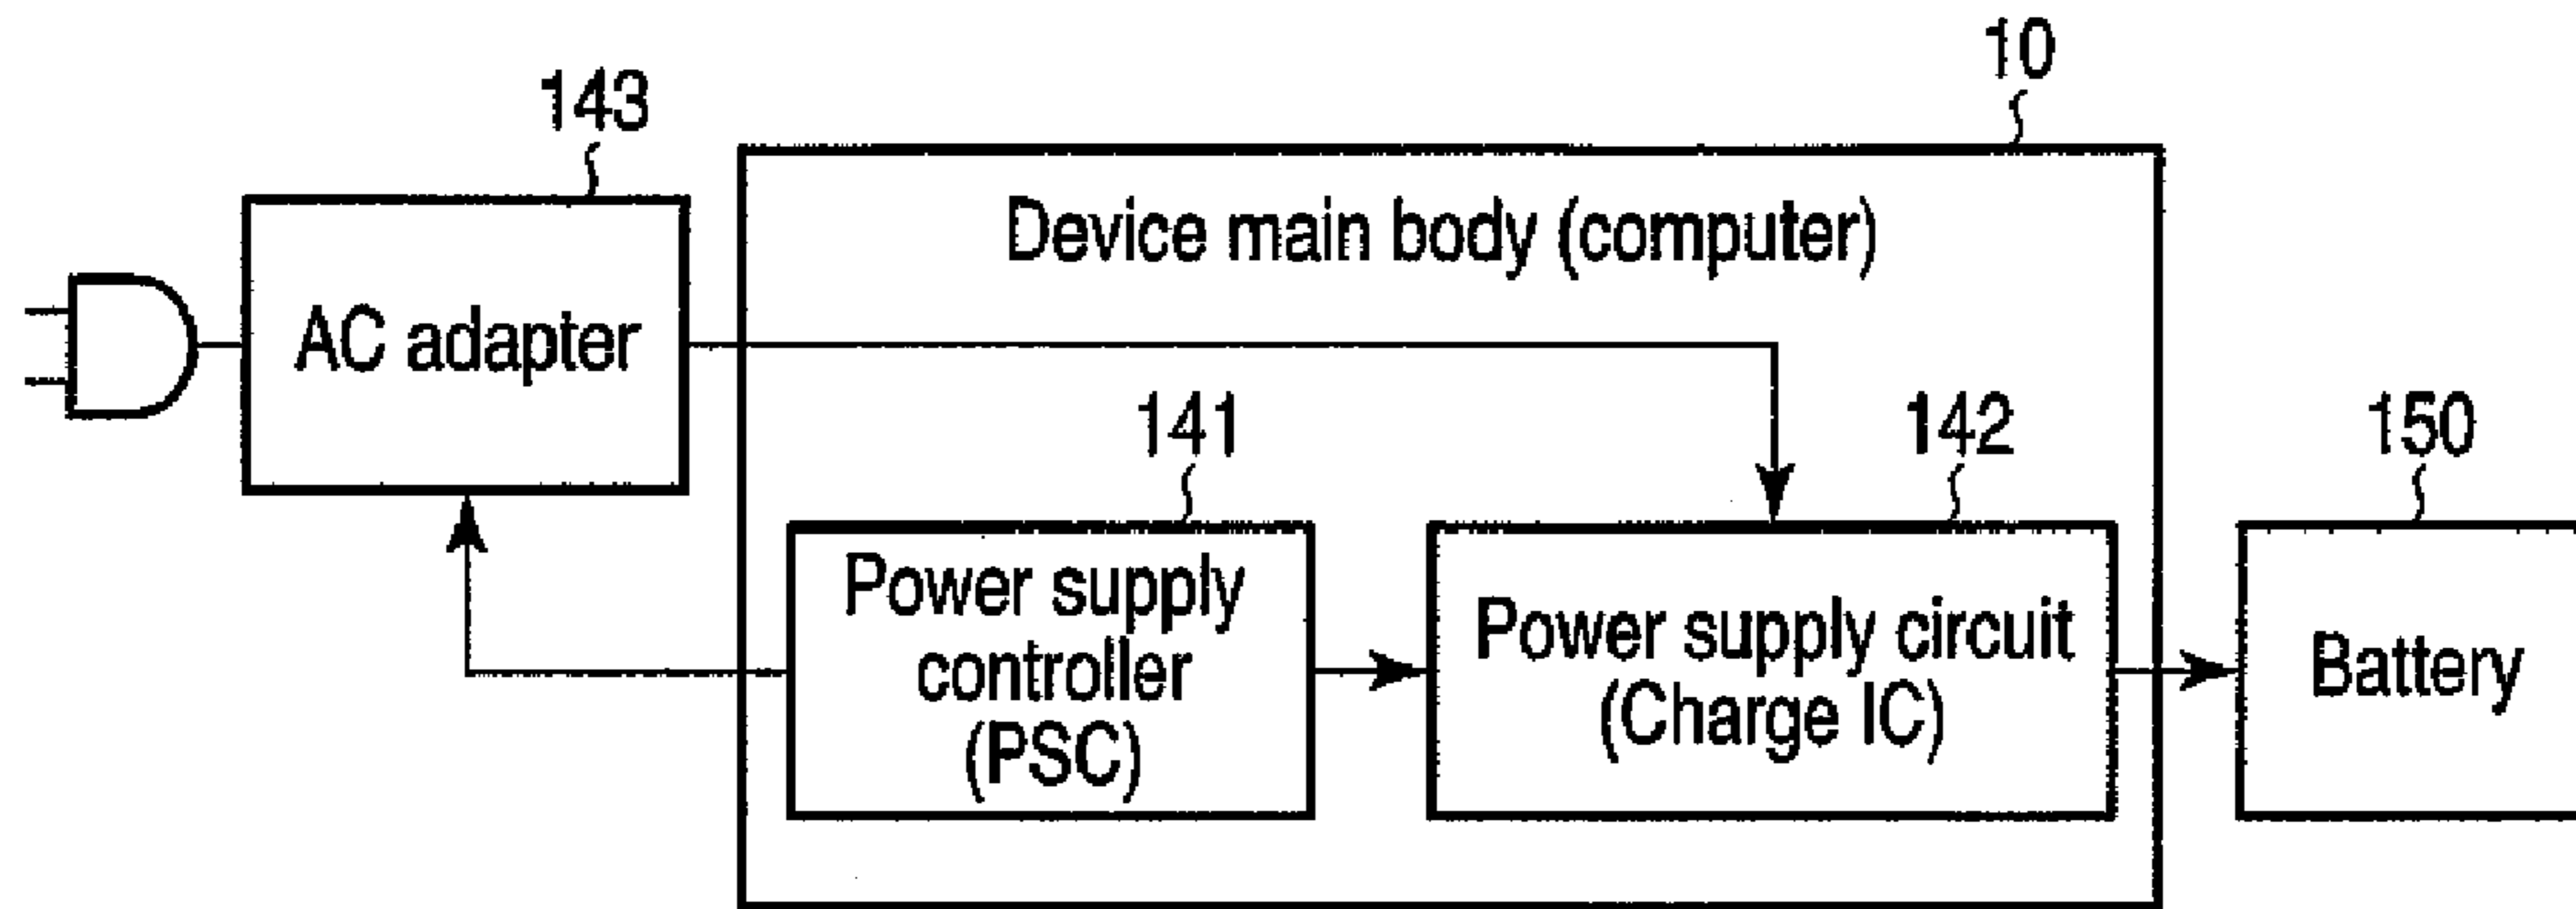 10
143
Device main body (computer)
AC adapter
141
142
150
Power supply
controller
(PSC)
Power supply circuit
(Charge IC)
Battery